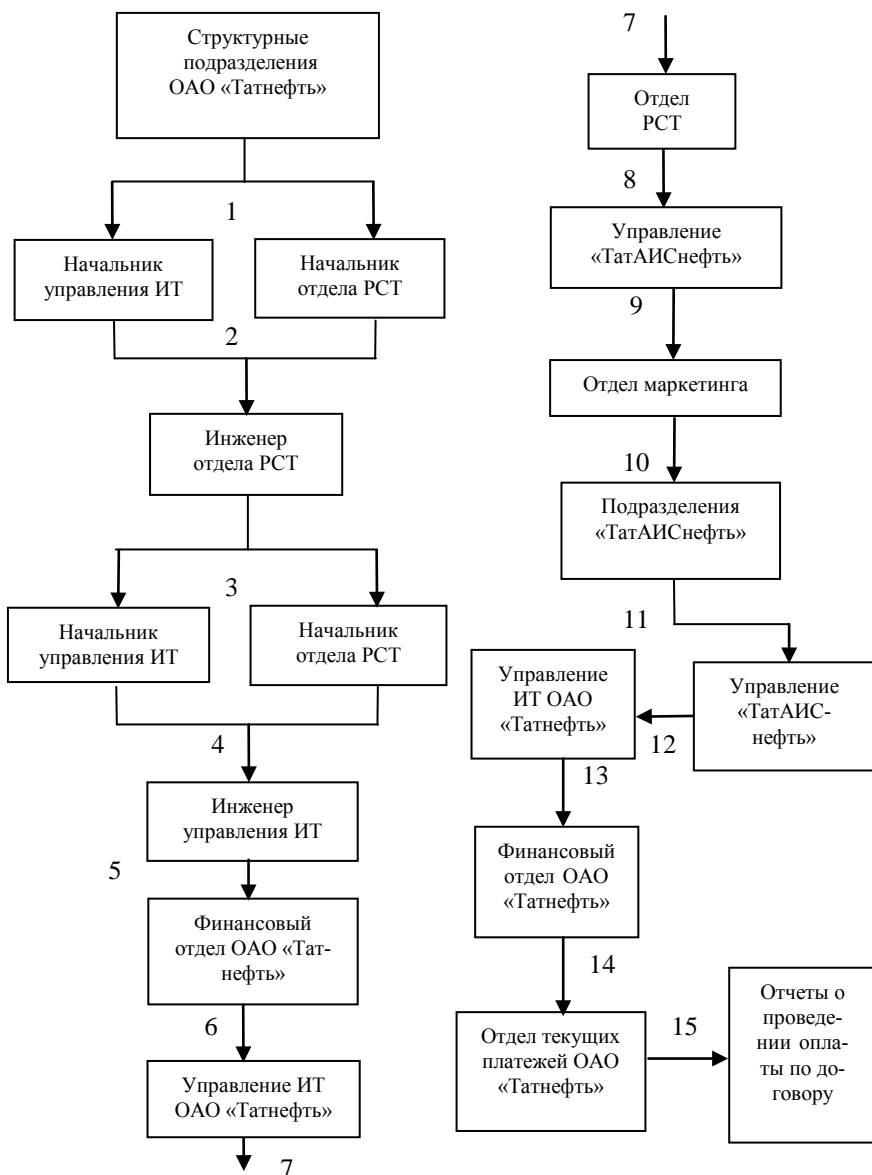 Структурные
подразделения
ОАО «Татнефть»
1
Начальник
управления ИТ
Начальник
отдела РСТ
2
Инженер
отдела РСТ
3
Начальник
управления ИТ
Начальник
отдела РСТ
4
Инженер
управления ИТ
5
Финансовый
отдел ОАО «Тат-
нефть»
6
Управление ИТ
ОАО «Татнефть»
7
7
Отдел
РСТ
8
Управление
«ТатАИСнефть»
9
Отдел маркетинга
10
Подразделения
«ТатАИСнефть»
11
Управление
«ТатАИС-
нефть»
12
Управление
ИТ ОАО
«Татнефть»
13
Финансовый
отдел ОАО
«Татнефть»
14
Отдел текущих
платежей ОАО
«Татнефть»
15
Отчеты о
проведе-
нии опла-
ты по до-
говору